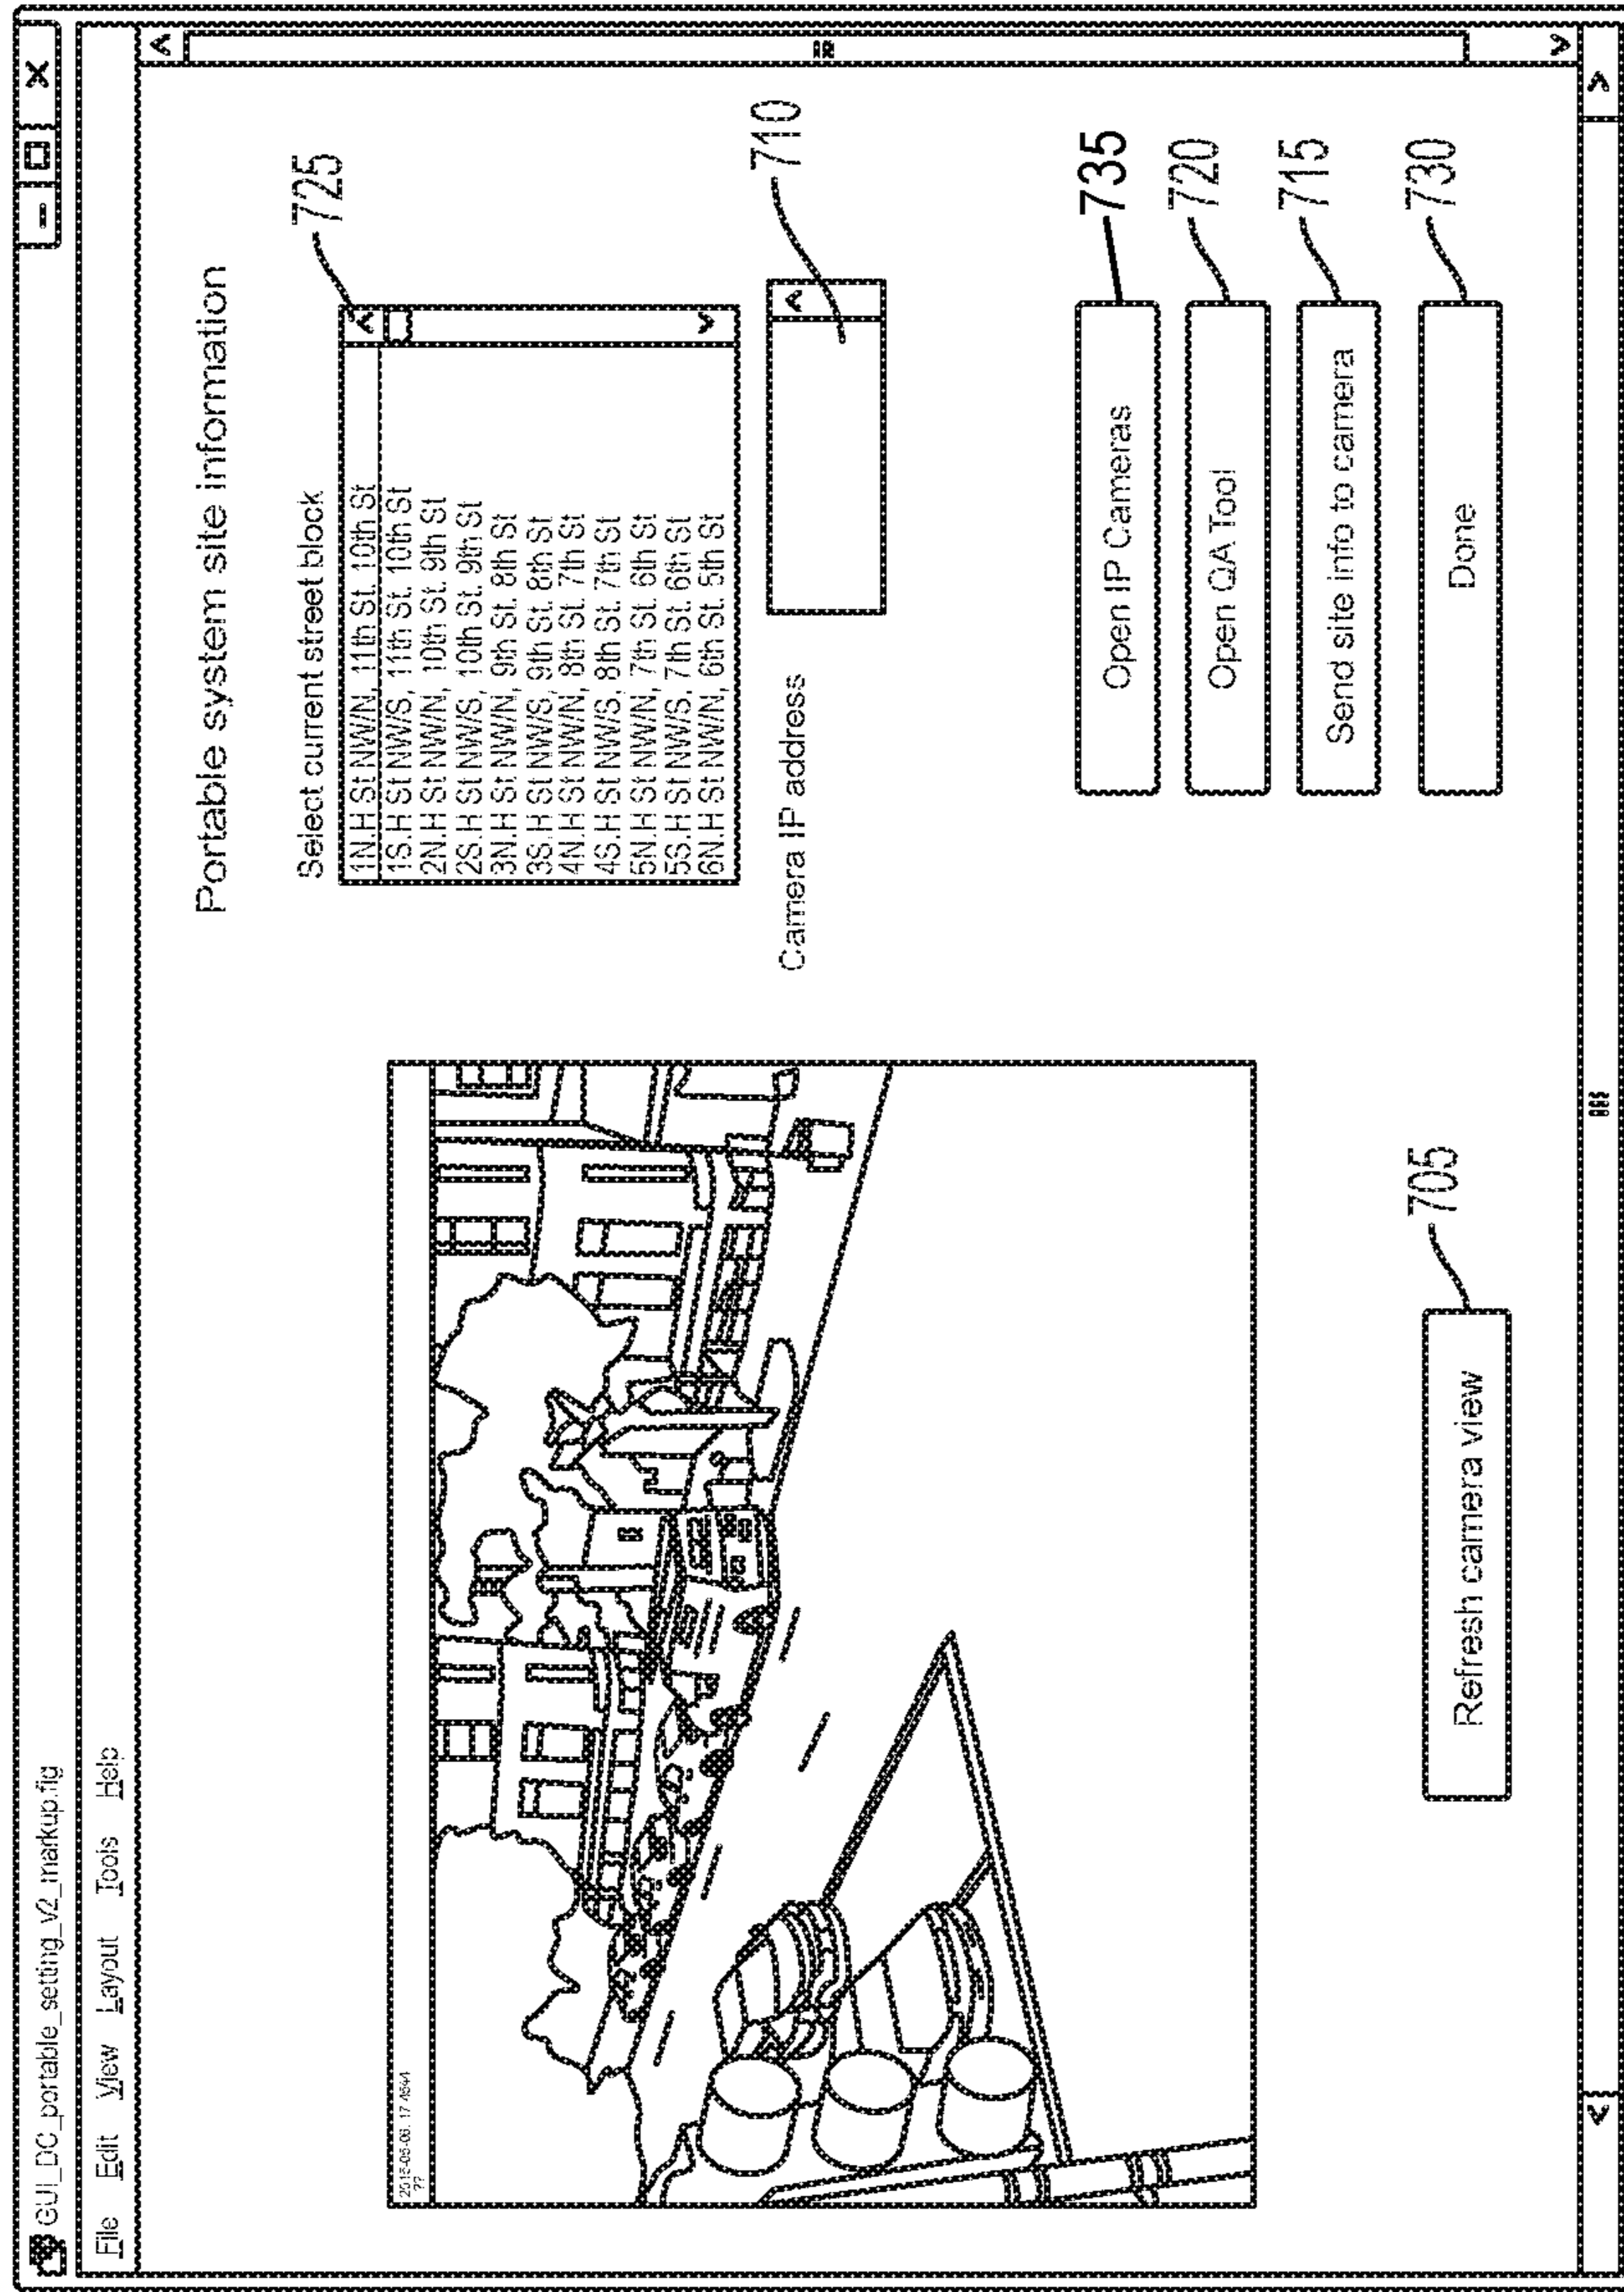 GUI_DC_portable_setting_v2_markup.fig
File Edit View Layout Tools Help
Portable system site information
Select current street block
725
1N.H St NW/N, 11th St. 10th St
1S.H St NW/S, 11th St. 10th St
2N.H St NW/N, 10th St. 9th St
2S.H St NW/S, 10th St. 9th St
3N.H St NW/N, 9th St. 8th St
3S.H St NW/S, 9th St. 8th St
4N.H St NW/N, 8th St. 7th St
4S.H St NW/S, 8th St. 7th St
5N.H St NW/N, 7th St. 6th St
5S.H St NW/S, 7th St. 6th St
6N.H St NW/N, 6th St. 5th St
Camera IP address
710
Open IP Cameras
735
Open QA Tool
720
Send site info to camera
715
Done
730
Refresh camera view
705